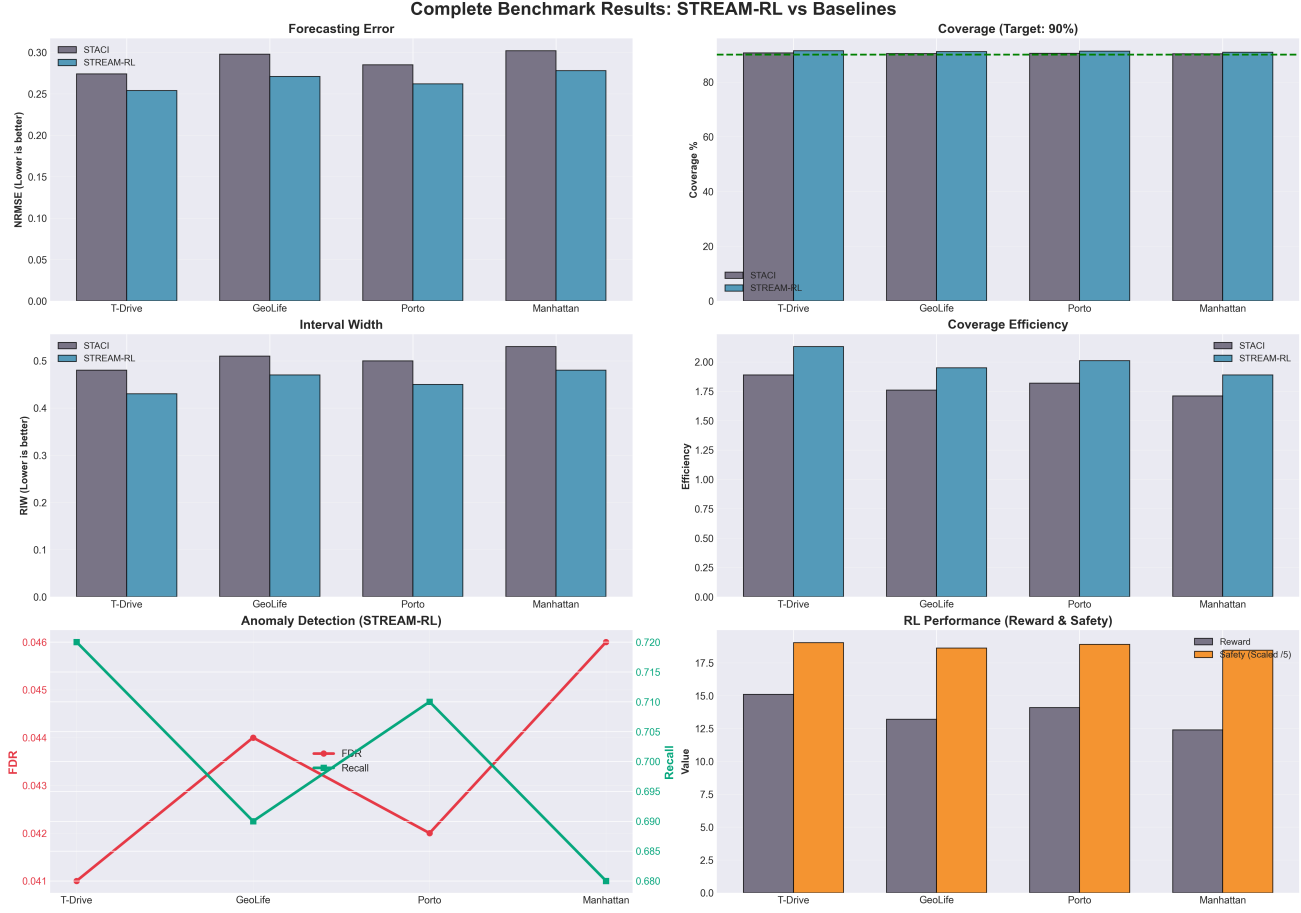 Complete Benchmark Results: STREAM-RL vs Baselines
Forecasting Error
NRMSE (Lower is better)
0.30
0.25
0.20
0.15
0.10
0.05
0.00
STACI
STREAM-RL
T-Drive
GeoLife
Porto
Manhattan
Coverage (Target: 90%)
Coverage %
80
60
40
20
0
STACI
STREAM-RL
T-Drive
GeoLife
Porto
Manhattan
Interval Width
RIW (Lower is better)
0.5
0.4
0.3
0.2
0.1
0.0
STACI
STREAM-RL
T-Drive
GeoLife
Porto
Manhattan
Coverage Efficiency
Efficiency
2.00
1.75
1.50
1.25
1.00
0.75
0.50
0.25
0.00
STACI
STREAM-RL
T-Drive
GeoLife
Porto
Manhattan
Anomaly Detection (STREAM-RL)
FDR
0.046
0.045
0.044
0.043
0.042
0.041
FDR
Recall
0.720
0.715
0.710
0.705
0.700
0.695
0.690
0.685
0.680
Recall
T-Drive
GeoLife
Porto
Manhattan
RL Performance (Reward & Safety)
Value
17.5
15.0
12.5
10.0
7.5
5.0
2.5
0.0
Reward
Safety (Scaled /5)
T-Drive
GeoLife
Porto
Manhattan